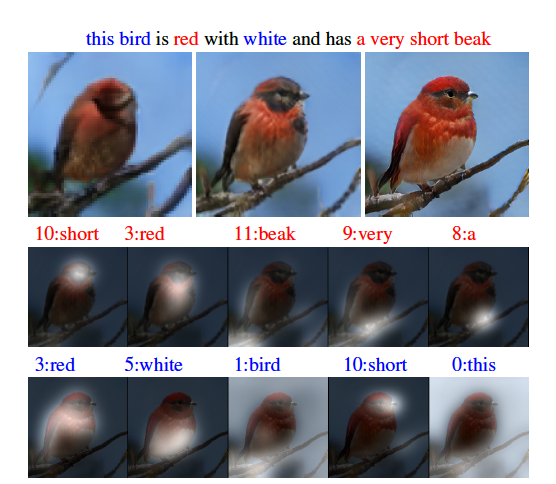 this bird is red with white and has a very short beak
10:short 3:red 11:beak 9:very 8:a
3:red 5:white 1:bird 10:short 0:this